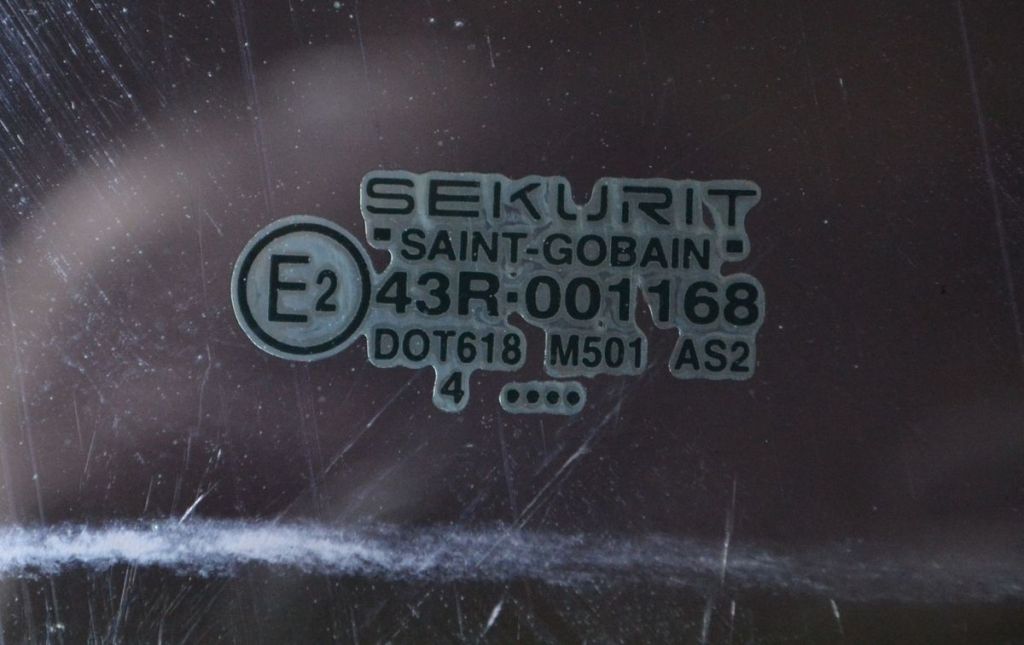 SEKURIT
· SAINT-GOBAIN ·
E2
43R-001168
DOT618 M501 AS2
4 ••••